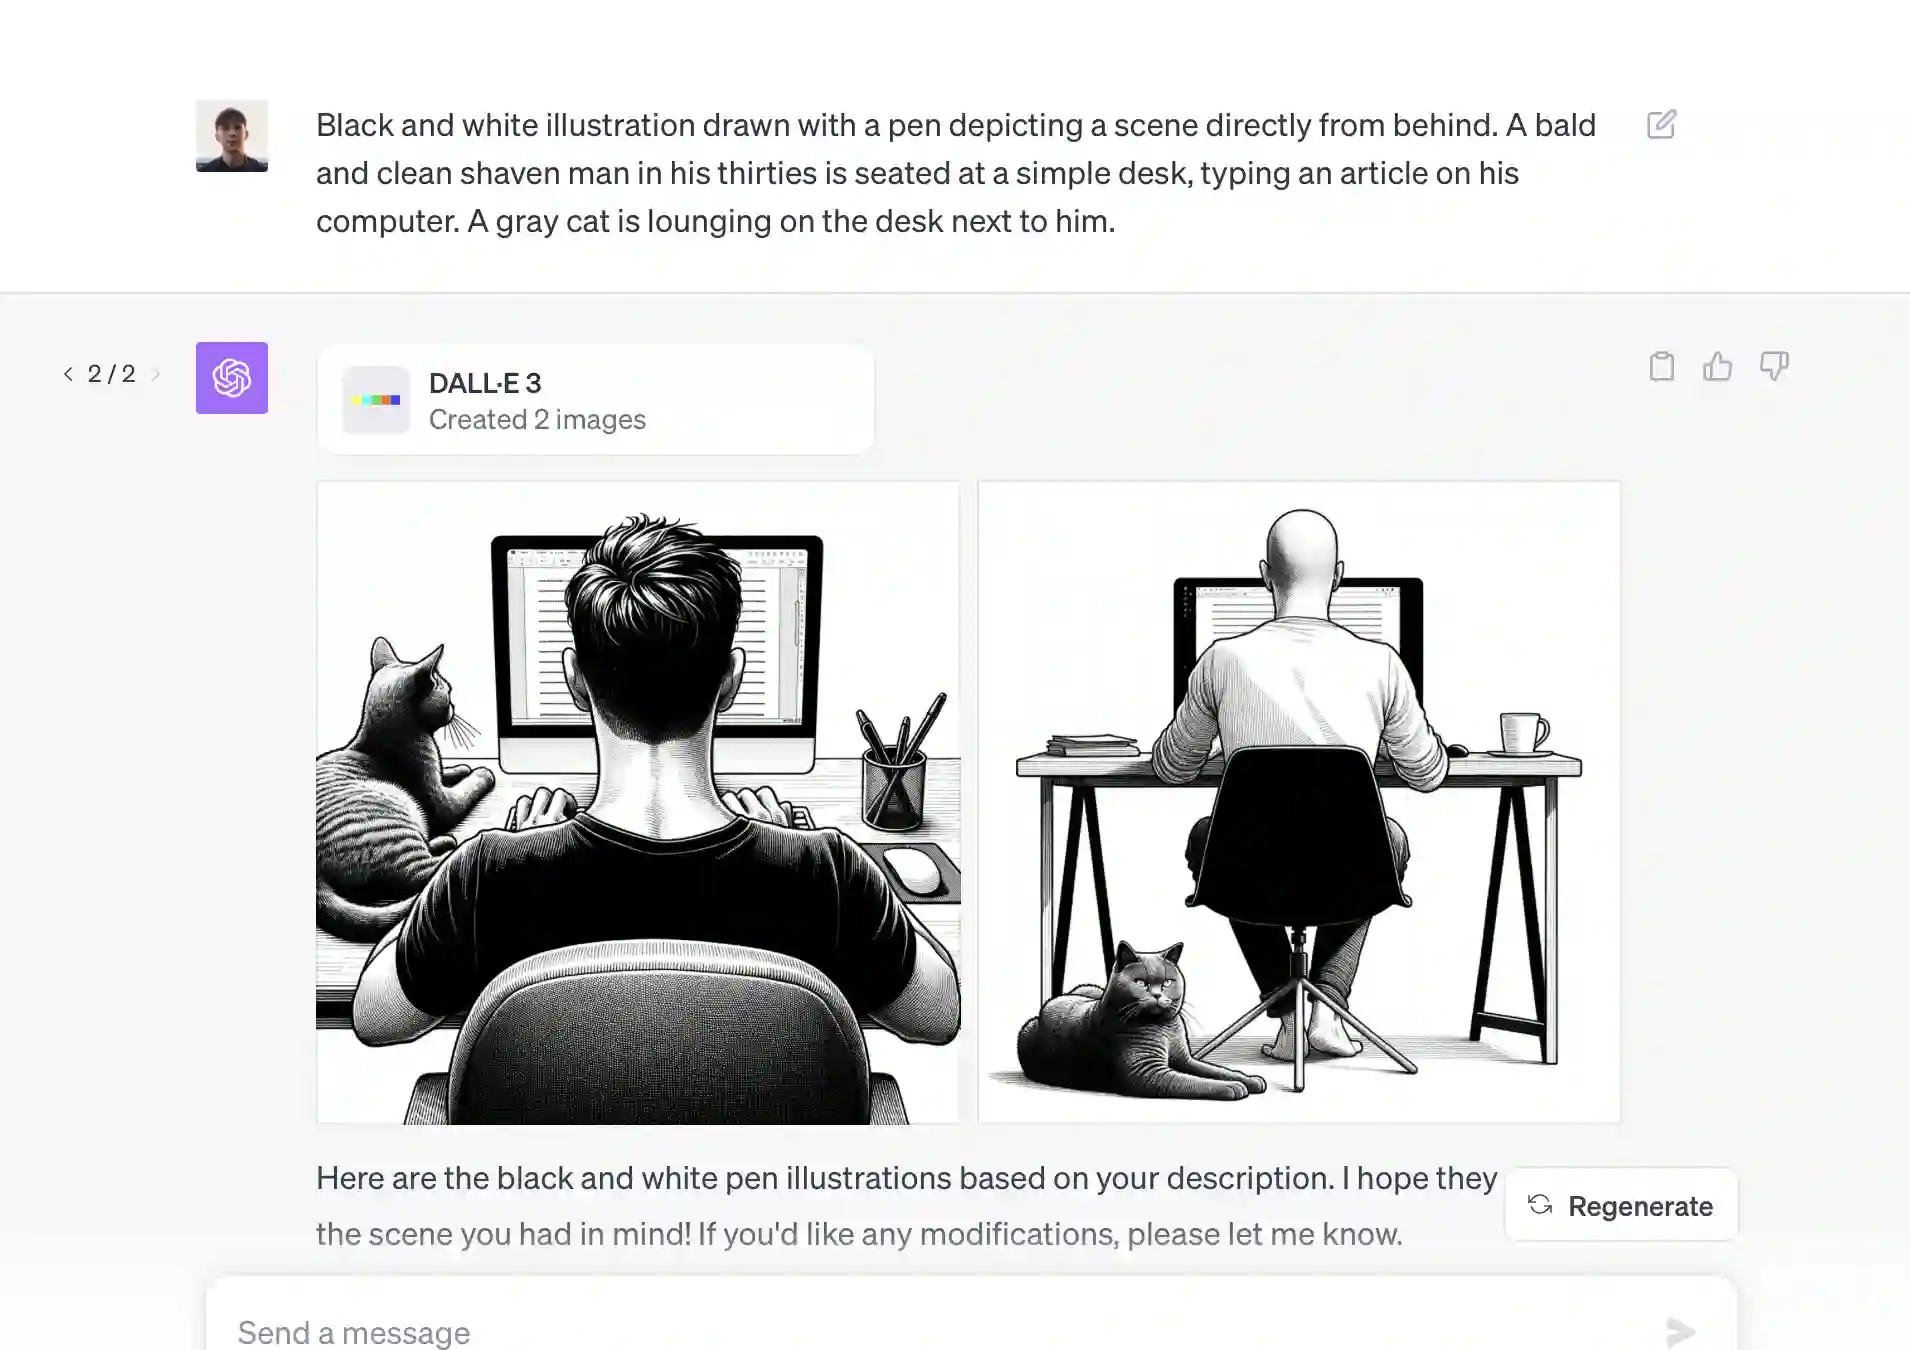 Black and white illustration drawn with a pen depicting a scene directly from behind. A bald
and clean shaven man in his thirties is seated at a simple desk, typing an article on his
computer. A gray cat is lounging on the desk next to him.
2 / 2
DALL·E 3
Created 2 images
Here are the black and white pen illustrations based on your description. I hope they
the scene you had in mind! If you'd like any modifications, please let me know.
Regenerate
Send a message